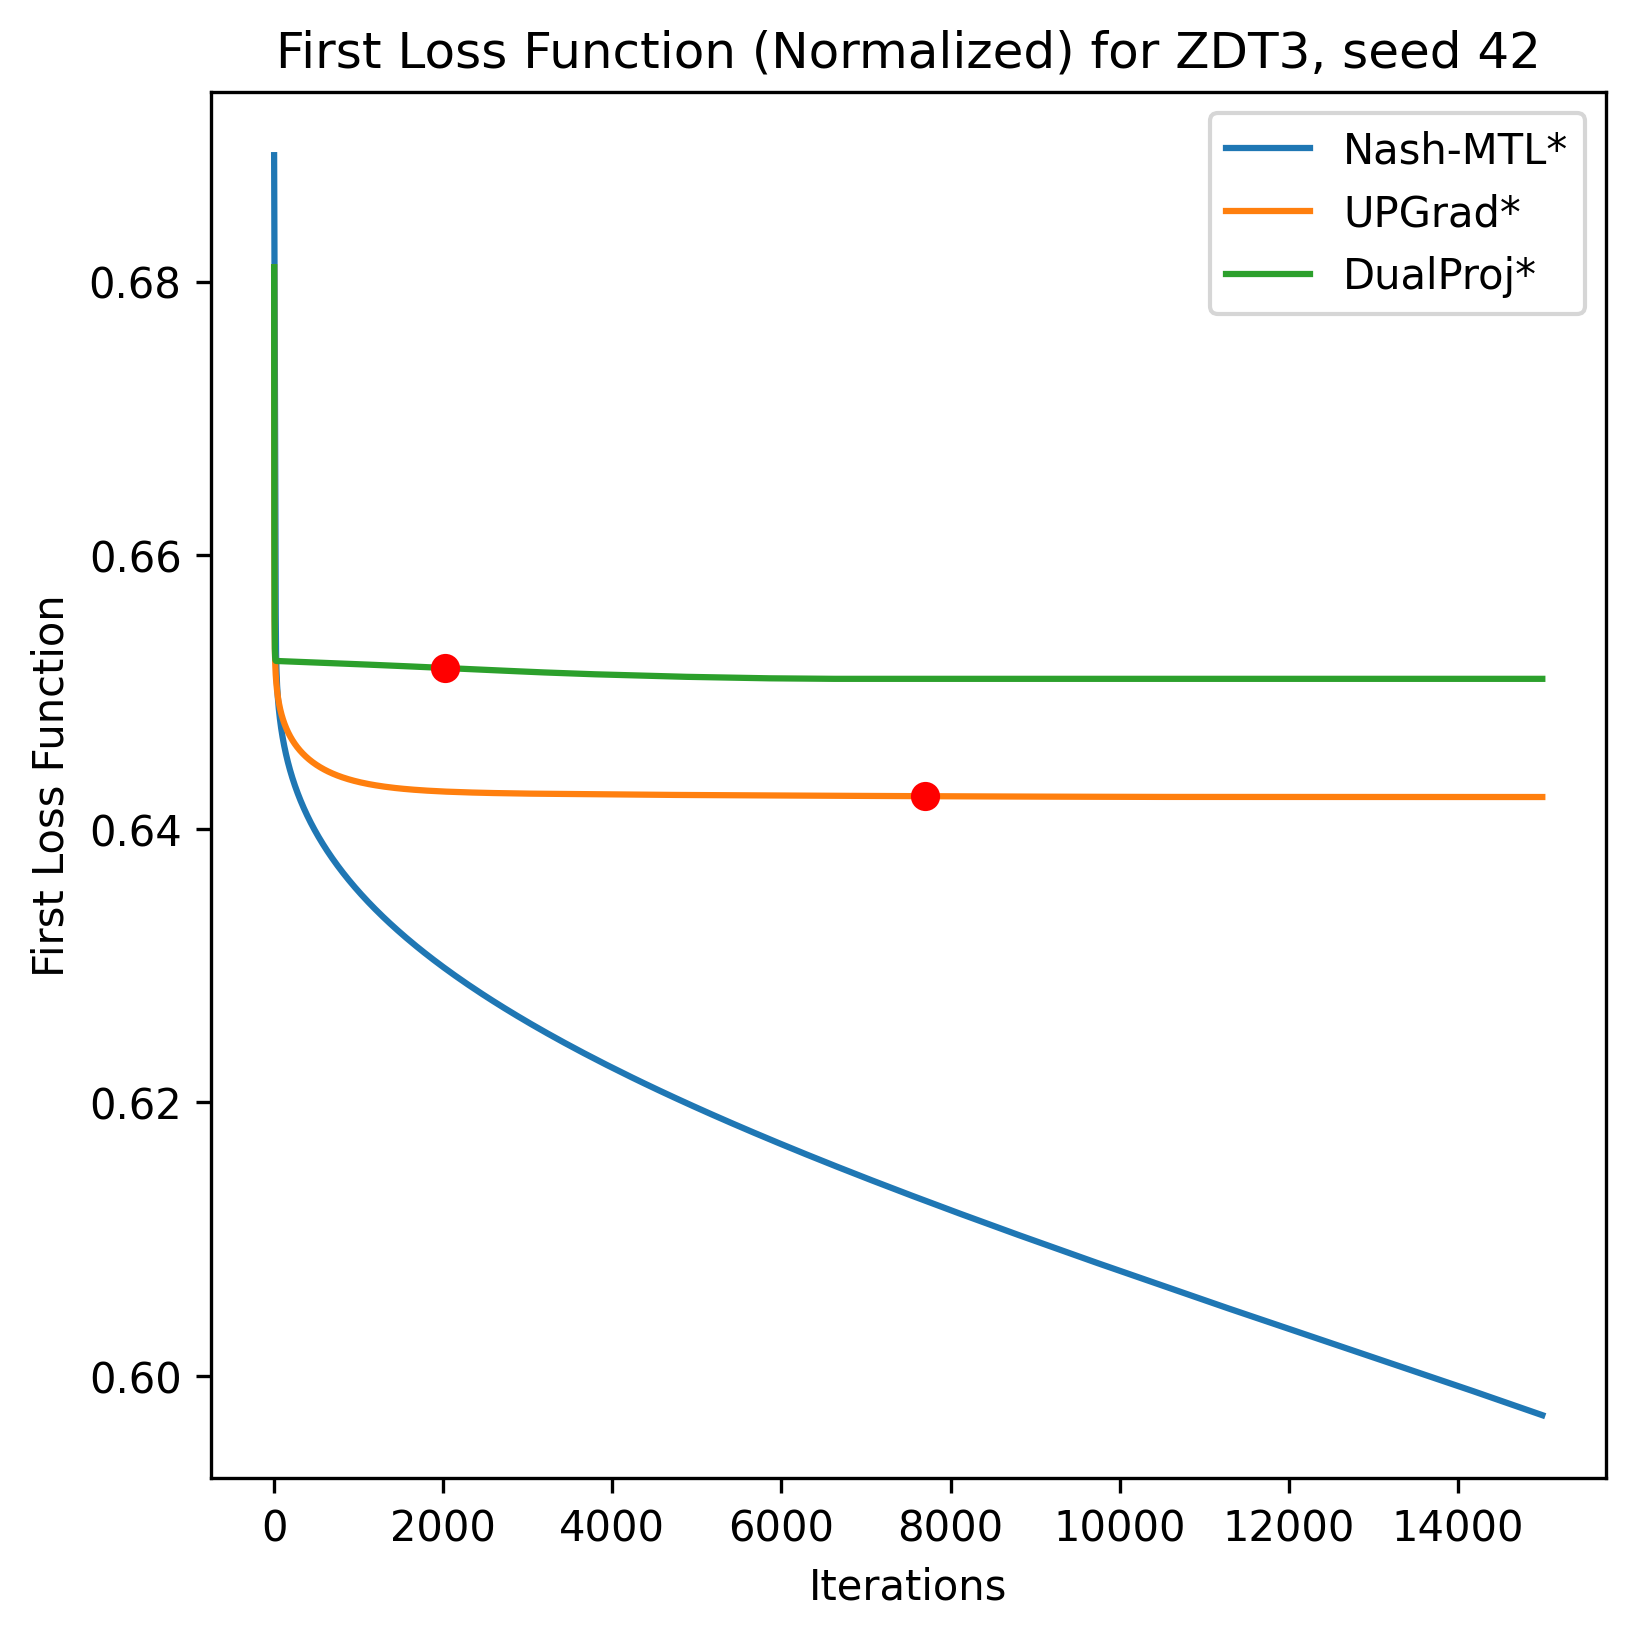 First Loss Function (Normalized) for ZDT3, seed 42
Nash-MTL*
UPGrad*
DualProj*
First Loss Function
0.68
0.66
0.64
0.62
0.60
0 2000 4000 6000 8000 10000 12000 14000
Iterations